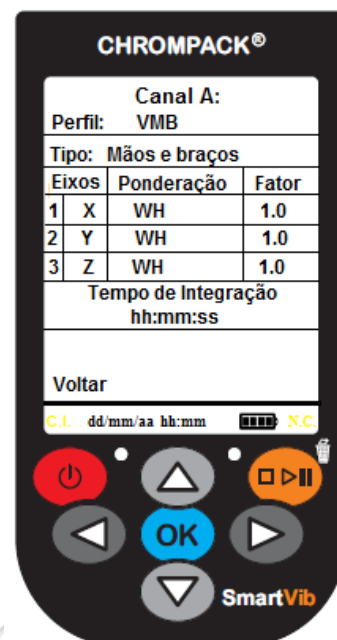 CHROMPACK®
Canal A:
Perfil: VMB
Tipo: Mãos e braços
Eixos Ponderação Fator
1 X WH 1.0
2 Y WH 1.0
3 Z WH 1.0
Tempo de Integração
hh:mm:ss
Voltar
C.I. dd/mm/aa hh:mm N.C.
OK
SmartVib